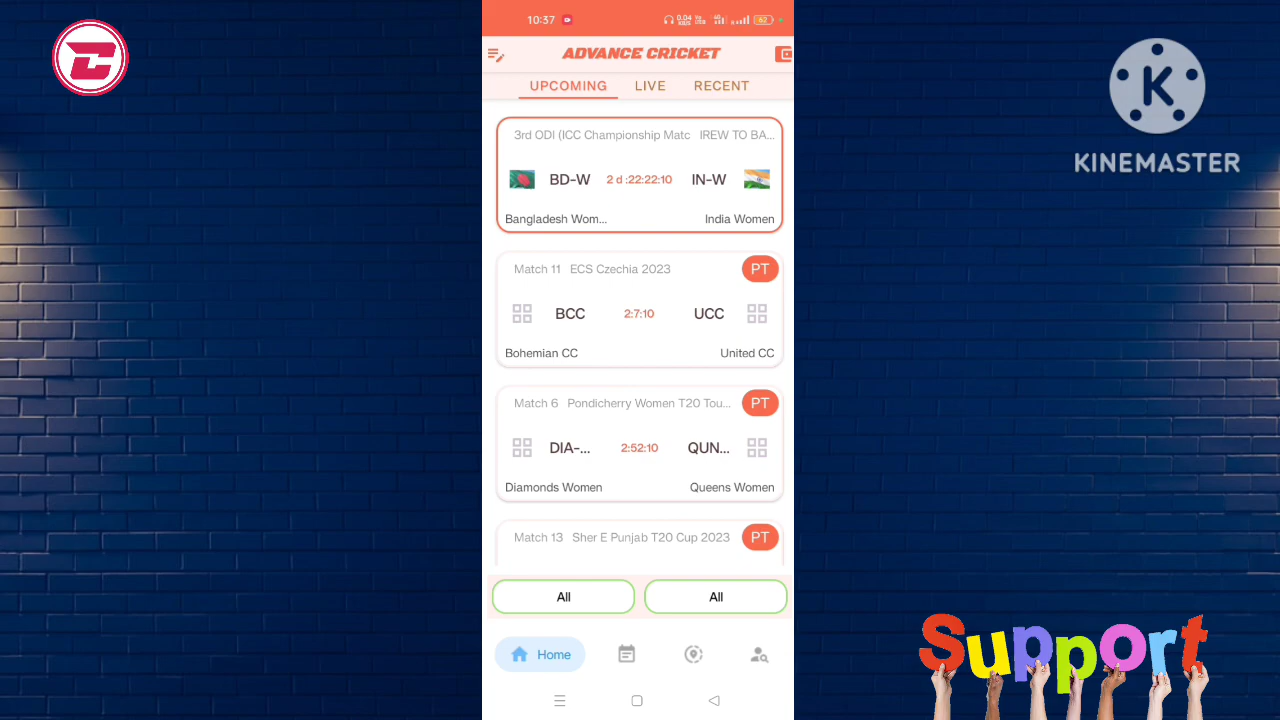 10:37
62
ADVANCE CRICKET
UPCOMING LIVE RECENT
3rd ODI (ICC Championship Matc IREW TO BA...
BD-W 2 d :22:22:10 IN-W
Bangladesh Wom... India Women
Match 11 ECS Czechia 2023 PT
BCC 2:7:10 UCC
Bohemian CC United CC
Match 6 Pondicherry Women T20 Tou... PT
DIA-... 2:52:10 QUN...
Diamonds Women Queens Women
Match 13 Sher E Punjab T20 Cup 2023 PT
All All
Home
K
KINEMASTER
Support